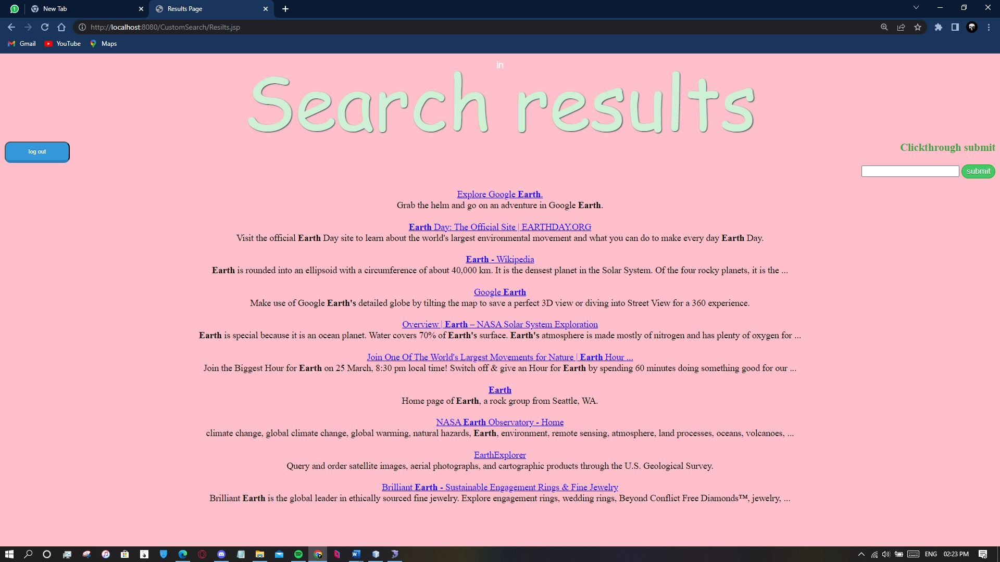 1
New Tab
Results Page
http://localhost:8080/CustomSearch/Resilts.jsp
Gmail YouTube Maps
in
Search results
log out
Clickthrough submit
submit
Explore Google Earth.
Grab the helm and go on an adventure in Google Earth.
Earth Day: The Official Site | EARTHDAY.ORG
Visit the official Earth Day site to learn about the world's largest environmental movement and what you can do to make every day Earth Day.
Earth - Wikipedia
Earth is rounded into an ellipsoid with a circumference of about 40,000 km. It is the densest planet in the Solar System. Of the four rocky planets, it is the ...
Google Earth
Make use of Google Earth's detailed globe by tilting the map to save a perfect 3D view or diving into Street View for a 360 experience.
Overview | Earth – NASA Solar System Exploration
Earth is special because it is an ocean planet. Water covers 70% of Earth's surface. Earth's atmosphere is made mostly of nitrogen and has plenty of oxygen for ...
Join One Of The World's Largest Movements for Nature | Earth Hour ...
Join the Biggest Hour for Earth on 25 March, 8:30 pm local time! Switch off & give an Hour for Earth by spending 60 minutes doing something good for our ...
Earth
Home page of Earth, a rock group from Seattle, WA.
NASA Earth Observatory - Home
climate change, global climate change, global warming, natural hazards, Earth, environment, remote sensing, atmosphere, land processes, oceans, volcanoes, ...
EarthExplorer
Query and order satellite images, aerial photographs, and cartographic products through the U.S. Geological Survey.
Brilliant Earth - Sustainable Engagement Rings & Fine Jewelry
Brilliant Earth is the global leader in ethically sourced fine jewelry. Explore engagement rings, wedding rings, Beyond Conflict Free Diamonds™, jewelry, ...
ENG 02:23 PM